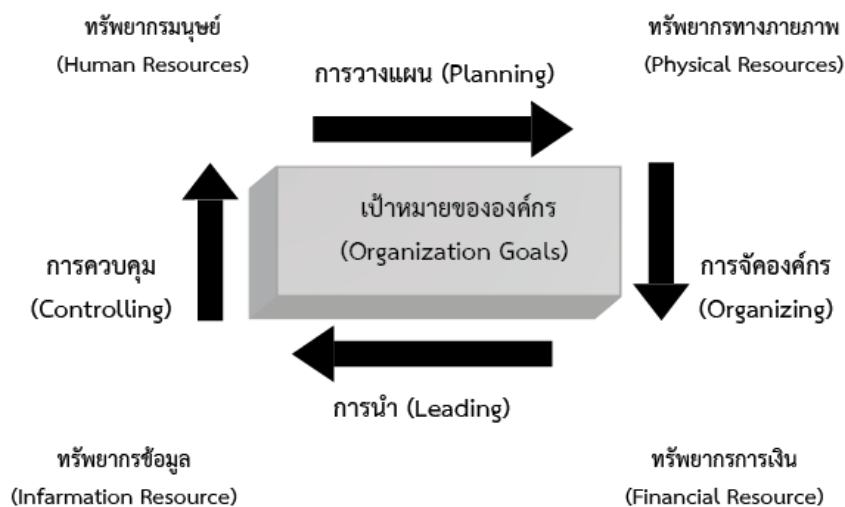 ทรัพยากรมนุษย์
(Human Resources)
ทรัพยากรทางภายภาพ
(Physical Resources)
การวางแผน (Planning)
เป้าหมายขององค์กร
(Organization Goals)
การควบคุม
(Controlling)
การจัดองค์กร
(Organizing)
การนำ (Leading)
ทรัพยากรข้อมูล
(Infarmation Resource)
ทรัพยากรการเงิน
(Financial Resource)